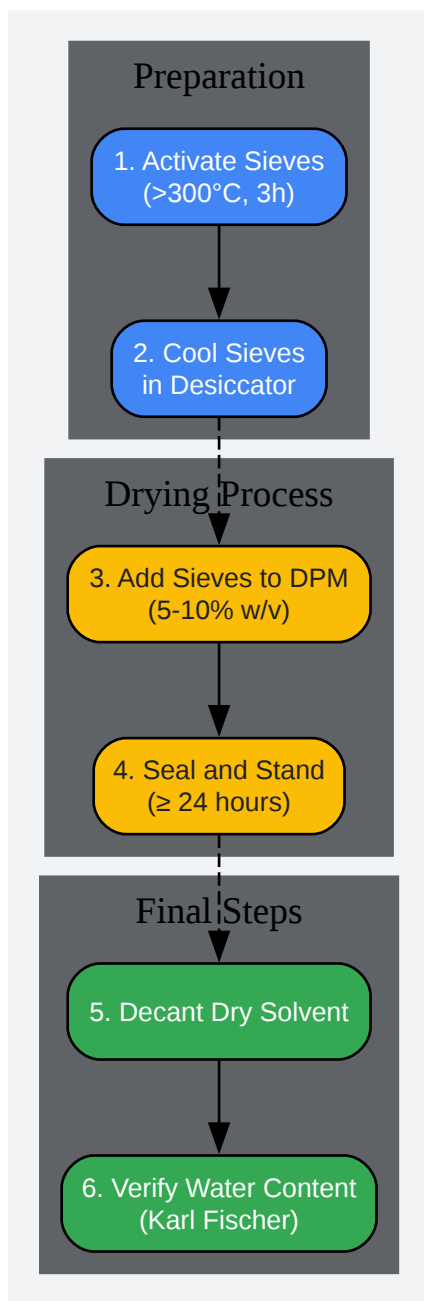 Preparation
1. Activate Sieves
(>300°C, 3h)
2. Cool Sieves
in Desiccator
Drying Process
3. Add Sieves to DPM
(5-10% w/v)
4. Seal and Stand
(≥ 24 hours)
Final Steps
5. Decant Dry Solvent
6. Verify Water Content
(Karl Fischer)